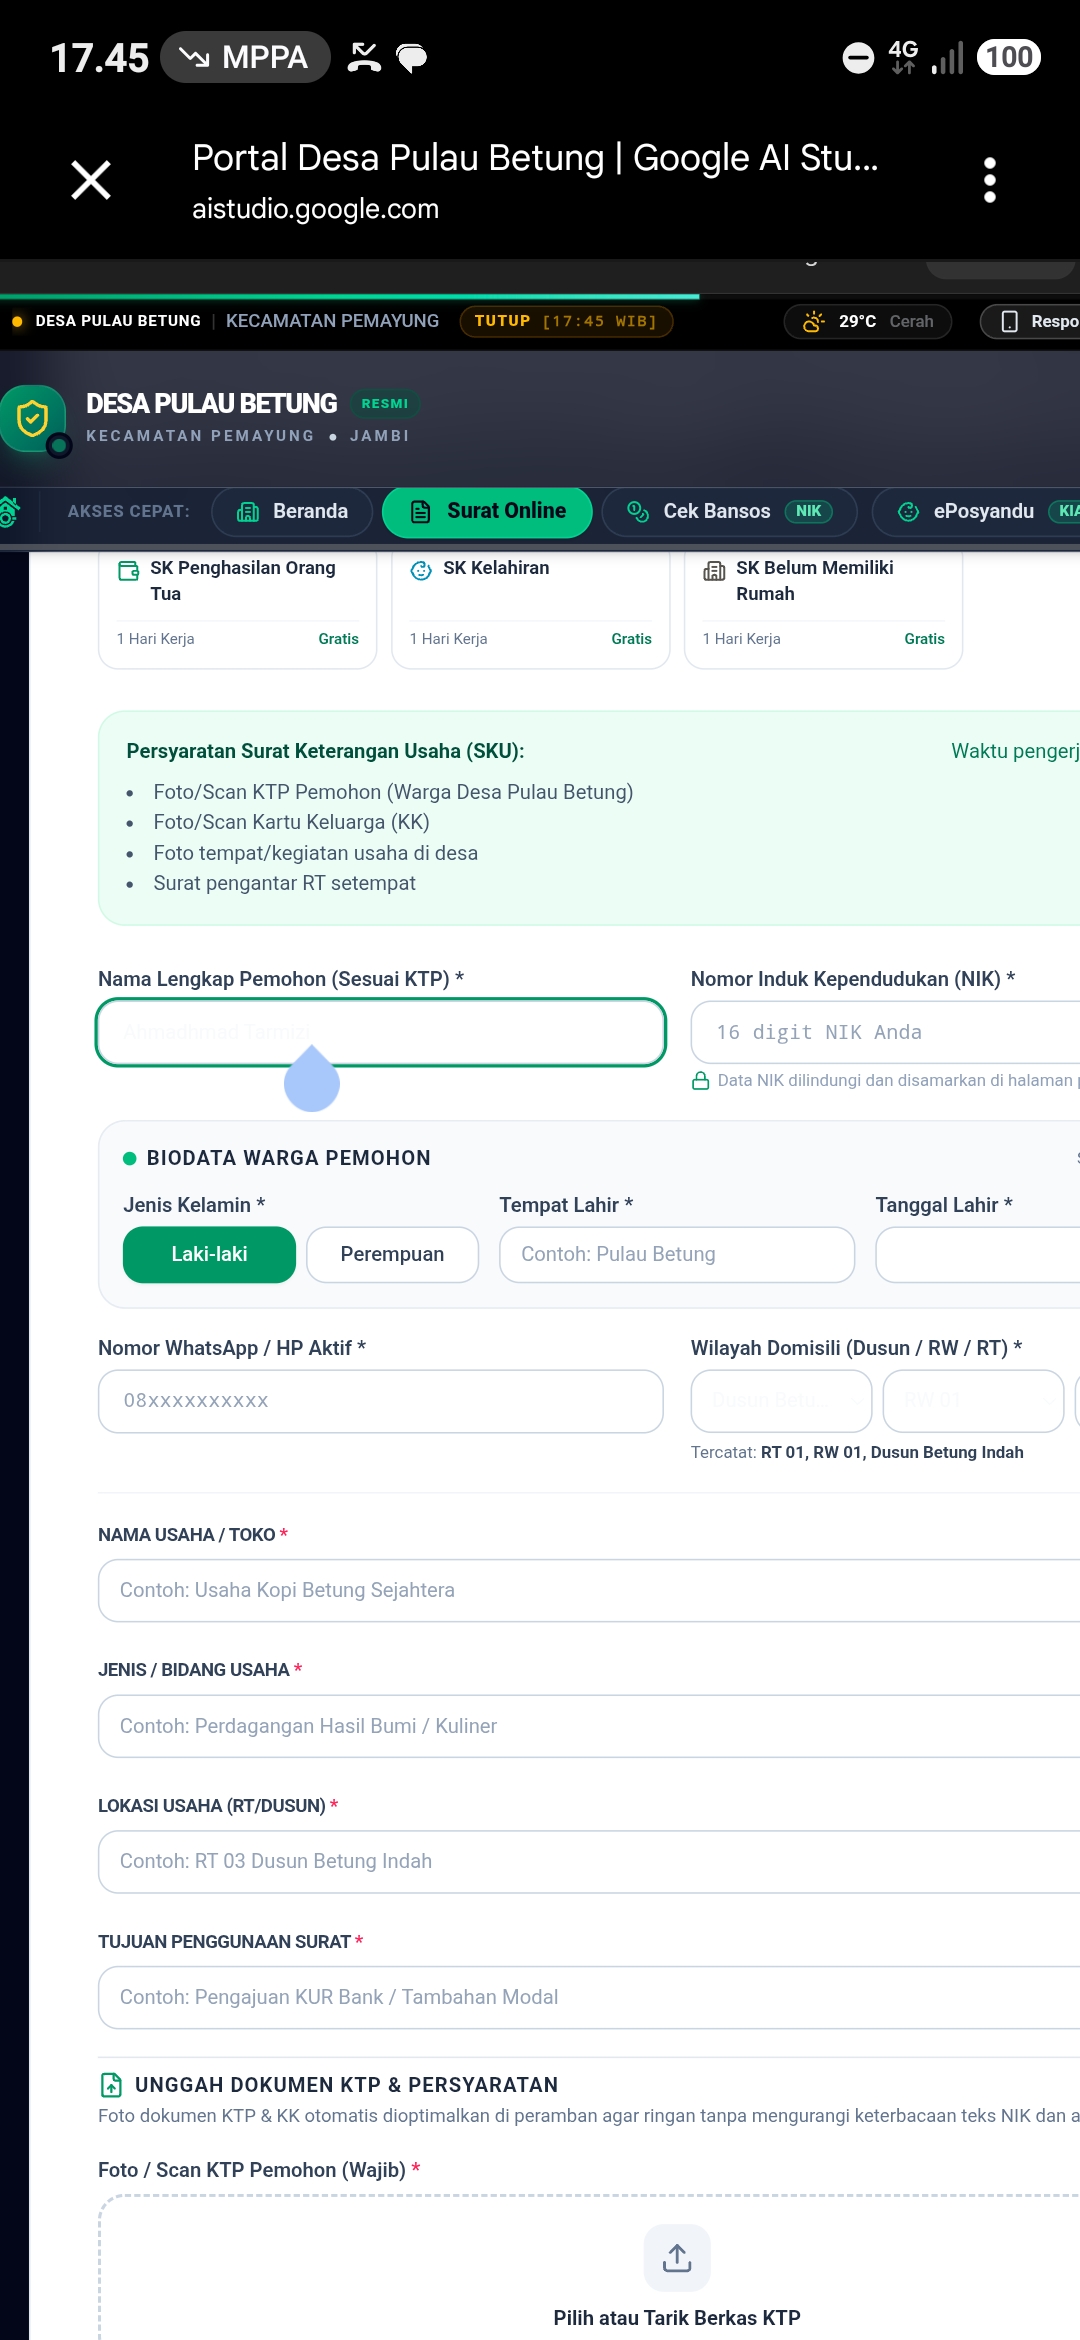 17.45 MPPA 4G 100
Portal Desa Pulau Betung | Google AI Stu...
aistudio.google.com
DESA PULAU BETUNG | KECAMATAN PEMAYUNG TUTUP [17:45 WIB] 29°C Cerah Respo
DESA PULAU BETUNG RESMI
KECAMATAN PEMAYUNG • JAMBI
AKSES CEPAT: Beranda Surat Online Cek Bansos NIK ePosyandu KIA
SK Penghasilan Orang Tua
1 Hari Kerja Gratis
SK Kelahiran
1 Hari Kerja Gratis
SK Belum Memiliki Rumah
1 Hari Kerja Gratis
Persyaratan Surat Keterangan Usaha (SKU): Waktu pengerj
• Foto/Scan KTP Pemohon (Warga Desa Pulau Betung)
• Foto/Scan Kartu Keluarga (KK)
• Foto tempat/kegiatan usaha di desa
• Surat pengantar RT setempat
Nama Lengkap Pemohon (Sesuai KTP) * Nomor Induk Kependudukan (NIK) *
Ahmadhmad Tarmizi 16 digit NIK Anda
Data NIK dilindungi dan disamarkan di halaman
BIODATA WARGA PEMOHON
Jenis Kelamin * Tempat Lahir * Tanggal Lahir *
Laki-laki Perempuan Contoh: Pulau Betung
Nomor WhatsApp / HP Aktif * Wilayah Domisili (Dusun / RW / RT) *
08xxxxxxxxxx Dusun Betu... RW 01
Tercatat: RT 01, RW 01, Dusun Betung Indah
NAMA USAHA / TOKO *
Contoh: Usaha Kopi Betung Sejahtera
JENIS / BIDANG USAHA *
Contoh: Perdagangan Hasil Bumi / Kuliner
LOKASI USAHA (RT/DUSUN) *
Contoh: RT 03 Dusun Betung Indah
TUJUAN PENGGUNAAN SURAT *
Contoh: Pengajuan KUR Bank / Tambahan Modal
UNGGAH DOKUMEN KTP & PERSYARATAN
Foto dokumen KTP & KK otomatis dioptimalkan di peramban agar ringan tanpa mengurangi keterbacaan teks NIK dan a
Foto / Scan KTP Pemohon (Wajib) *
Pilih atau Tarik Berkas KTP